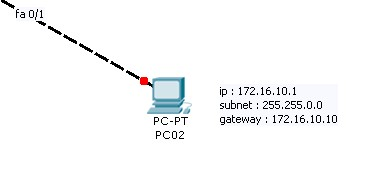 fa 0/1
ip : 172.16.10.1
subnet : 255.255.0.0
gateway : 172.16.10.10
PC-PT
PC02